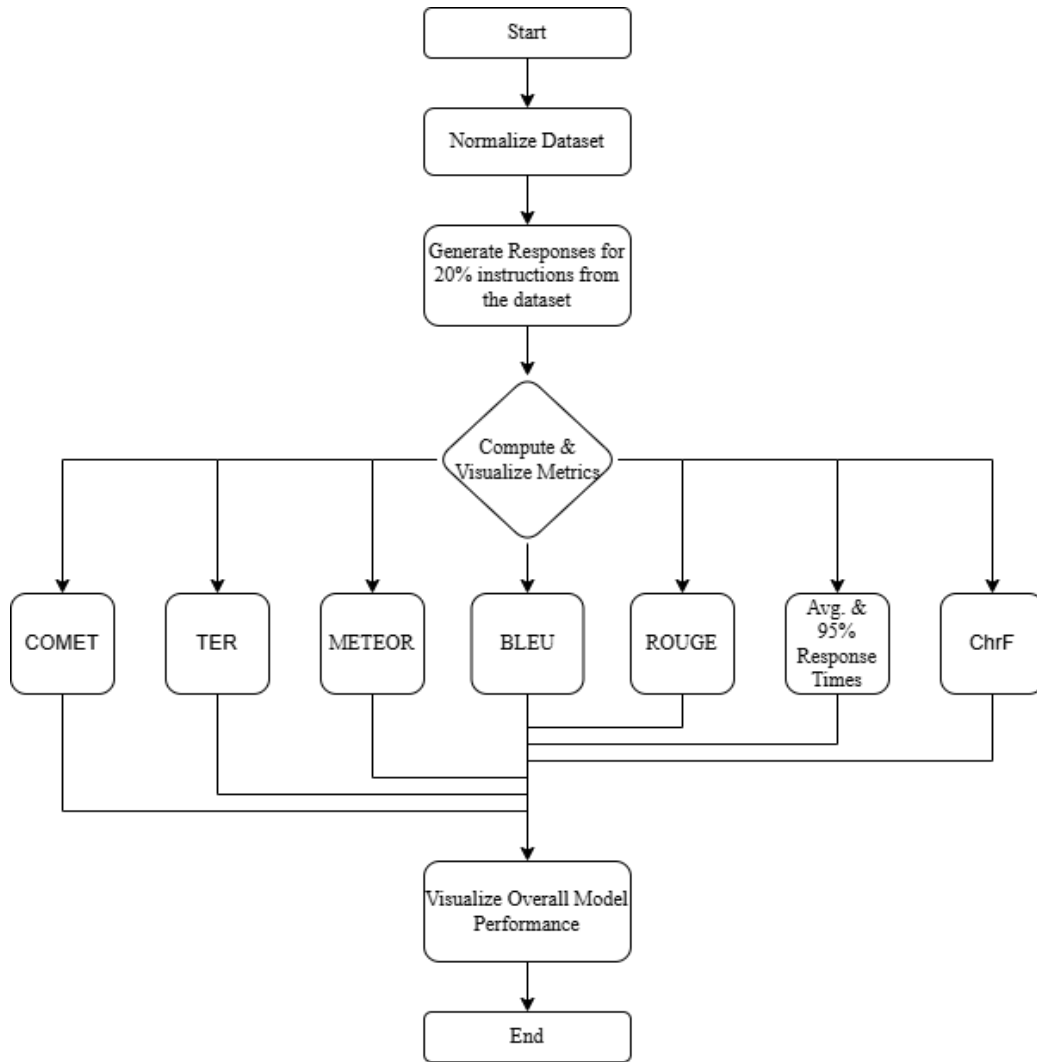 Start
Normalize Dataset
Generate Responses for
20% instructions from
the dataset
Compute &
Visualize Metrics
COMET
TER
METEOR
BLEU
ROUGE
Avg. &
95%
Response
Times
ChrF
Visualize Overall Model
Performance
End